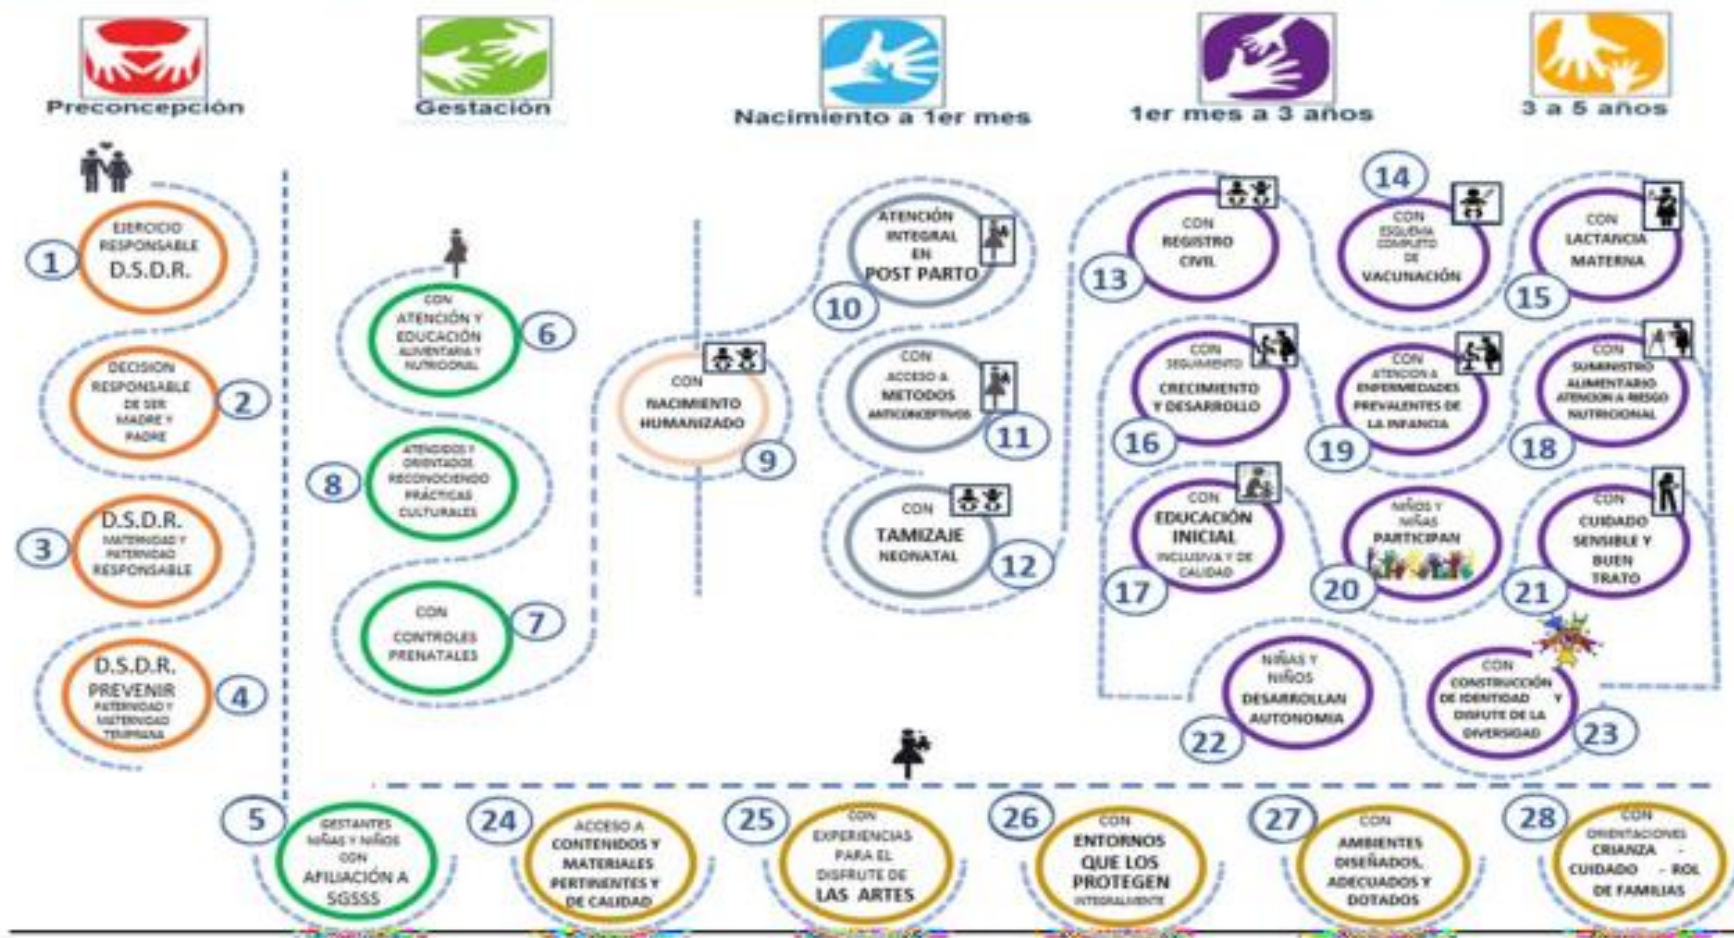 Preconcepción
Gestación
Nacimiento a 1er mes
1er mes a 3 años
3 a 5 años
1
EJERCICIO
RESPONSABLE
D.S.D.R.
2
DECISION
RESPONSABLE
DE SER
MADRE Y
PADRE
3
D.S.D.R.
MATERNIDAD Y
PATERNIDAD
RESPONSABLE
4
D.S.D.R.
PREVENIR
PATERNIDAD Y
MATERNIDAD
TEMPRANA
6
CON
ATENCIÓN Y
EDUCACIÓN
ALIMENTARIA Y
NUTRICIONAL
8
ATENDIDOS Y
ORIENTADOS
RECONOCIENDO
PRÁCTICAS
CULTURALES
7
CON
CONTROLES
PRENATALES
9
CON
NACIMIENTO
HUMANIZADO
10
ATENCIÓN
INTEGRAL
EN
POST PARTO
11
CON
ACCESO A
METODOS
ANTICONCEPTIVOS
12
CON
TAMIZAJE
NEONATAL
13
CON
REGISTRO
CIVIL
14
CON
ESQUEMA
COMPLETO
DE
VACUNACIÓN
15
CON
LACTANCIA
MATERNA
16
CON
SEGUIMIENTO
CRECIMIENTO
Y DESARROLLO
19
CON
ATENCION A
ENFERMEDADES
PREVALENTES DE
LA INFANCIA
18
CON
SUMINISTRO
ALIMENTARIO
ATENCION A RIESGO
NUTRICIONAL
17
CON
EDUCACIÓN
INICIAL
INCLUSIVA Y DE
CALIDAD
20
NIÑOS Y
NIÑAS
PARTICIPAN
21
CON
CUIDADO
SENSIBLE Y
BUEN
TRATO
22
NIÑAS Y
NIÑOS
DESARROLLAN
AUTONOMIA
23
CON
CONSTRUCCIÓN
DE IDENTIDAD Y
DISFUTE DE LA
DIVERSIDAD
5
GESTANTES
NIÑAS Y NIÑOS
CON
AFILIACIÓN A
SGSSS
24
ACCESO A
CONTENIDOS Y
MATERIALES
PERTINENTES Y
DE CALIDAD
25
CON
EXPERIENCIAS
PARA EL
DISFRUTE DE
LAS ARTES
26
CON
ENTORNOS
QUE LOS
PROTEGEN
INTEGRALMENTE
27
CON
AMBIENTES
DISEÑADOS,
ADECUADOS Y
DOTADOS
28
CON
ORIENTACIONES
CRIANZA -
CUIDADO - ROL
DE FAMILIAS